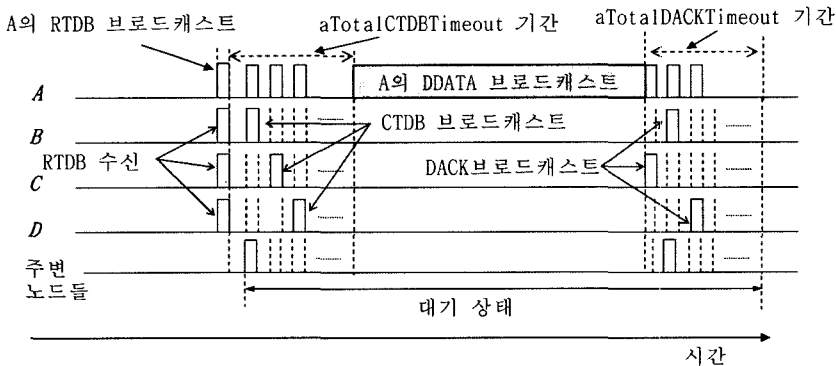 A의 RTDB 브로드캐스트
aTotalCTDBTimeout 기간
aTotalDACKTimeout 기간
A
A의 DDATA 브로드캐스트
B
CTDB 브로드캐스트
RTDB 수신
C
DACK브로드캐스트
D
주변
노드들
대기 상태
시간